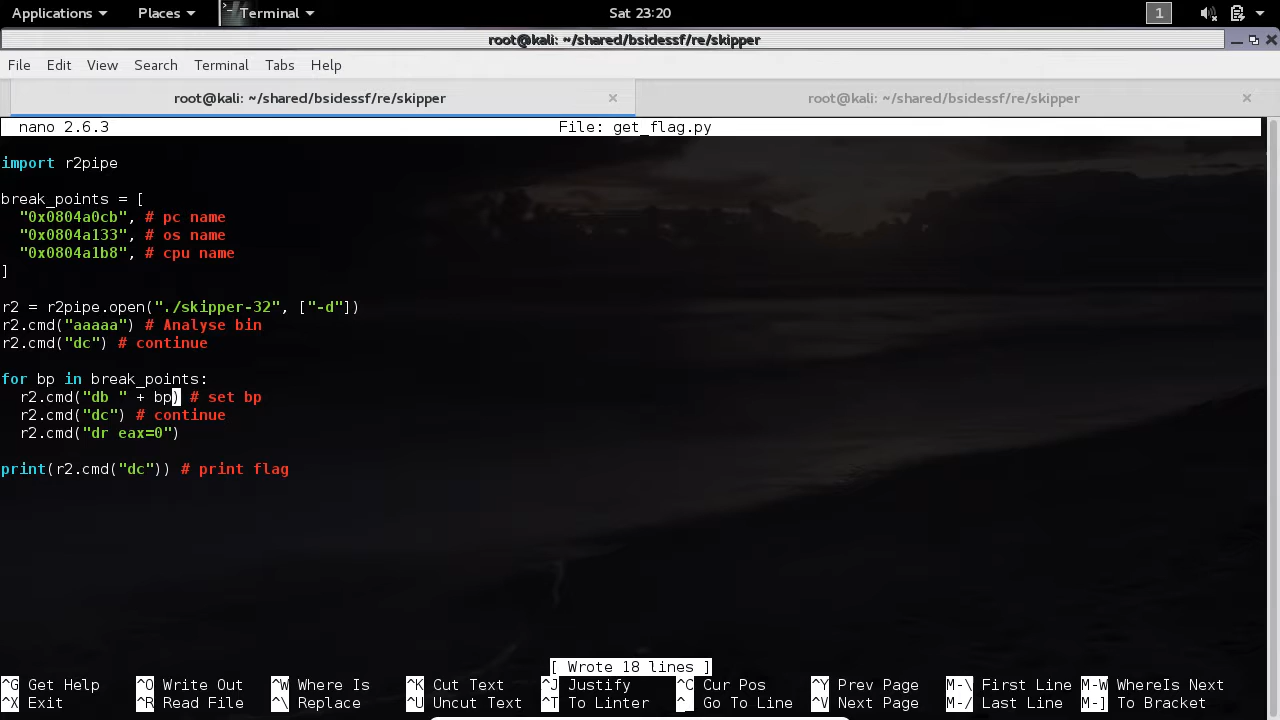 Applications Places Terminal Sat 23:20 1
root@kali: ~/shared/bsidessf/re/skipper
File Edit View Search Terminal Tabs Help
root@kali: ~/shared/bsidessf/re/skipper × root@kali: ~/shared/bsidessf/re/skipper ×
nano 2.6.3 File: get_flag.py
import r2pipe
break_points = [
"0x0804a0cb", # pc name
"0x0804a133", # os name
"0x0804a1b8", # cpu name
]
r2 = r2pipe.open("./skipper-32", ["-d"])
r2.cmd("aaaaa") # Analyse bin
r2.cmd("dc") # continue
for bp in break_points:
r2.cmd("db " + bp) # set bp
r2.cmd("dc") # continue
r2.cmd("dr eax=0")
print(r2.cmd("dc")) # print flag
[ Wrote 18 lines ]
^G Get Help ^O Write Out ^W Where Is ^K Cut Text ^J Justify ^C Cur Pos ^Y Prev Page M-\ First Line M-W WhereIs Next
^X Exit ^R Read File ^\ Replace ^U Uncut Text ^T To Linter ^_ Go To Line ^V Next Page M-/ Last Line M-] To Bracket